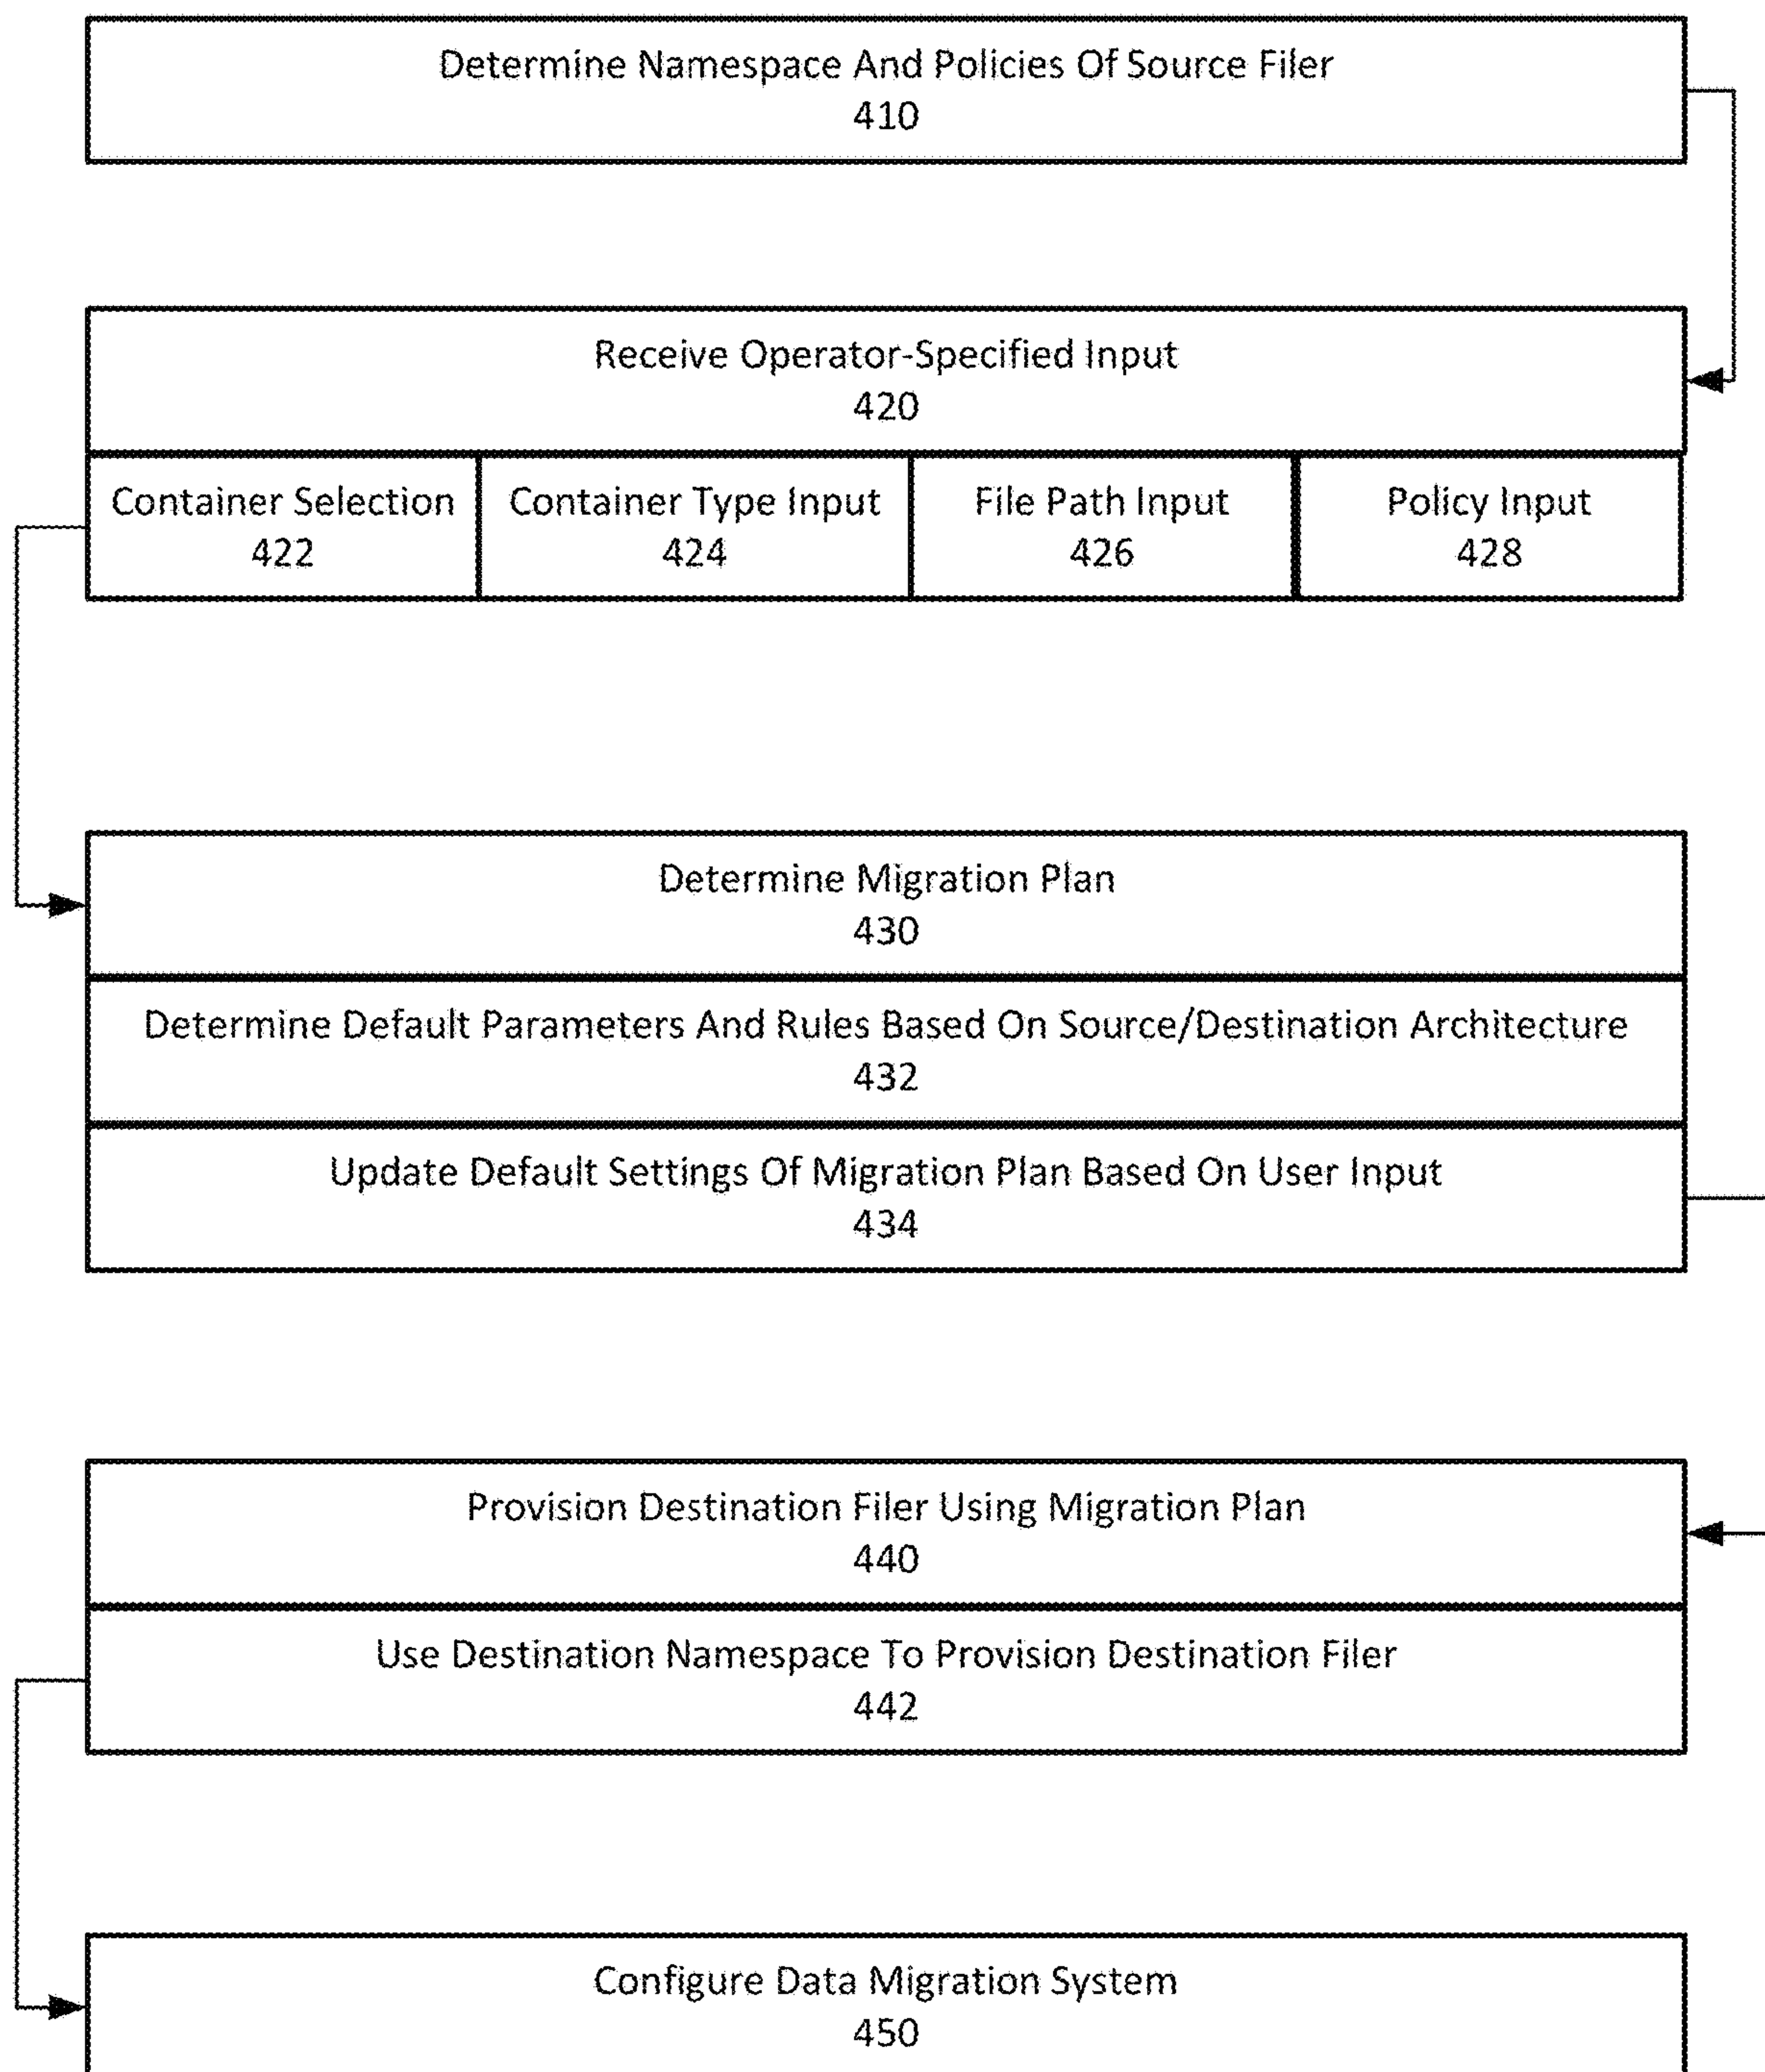 Determine Namespace And Policies Of Source Filer
410
Receive Operator-Specified Input
420
Container Selection
422
Container Type Input
424
File Path Input
426
Policy Input
428
Determine Migration Plan
430
Determine Default Parameters And Rules Based On Source/Destination Architecture
432
Update Default Settings Of Migration Plan Based On User Input
434
Provision Destination Filer Using Migration Plan
440
Use Destination Namespace To Provision Destination Filer
442
Configure Data Migration System
450